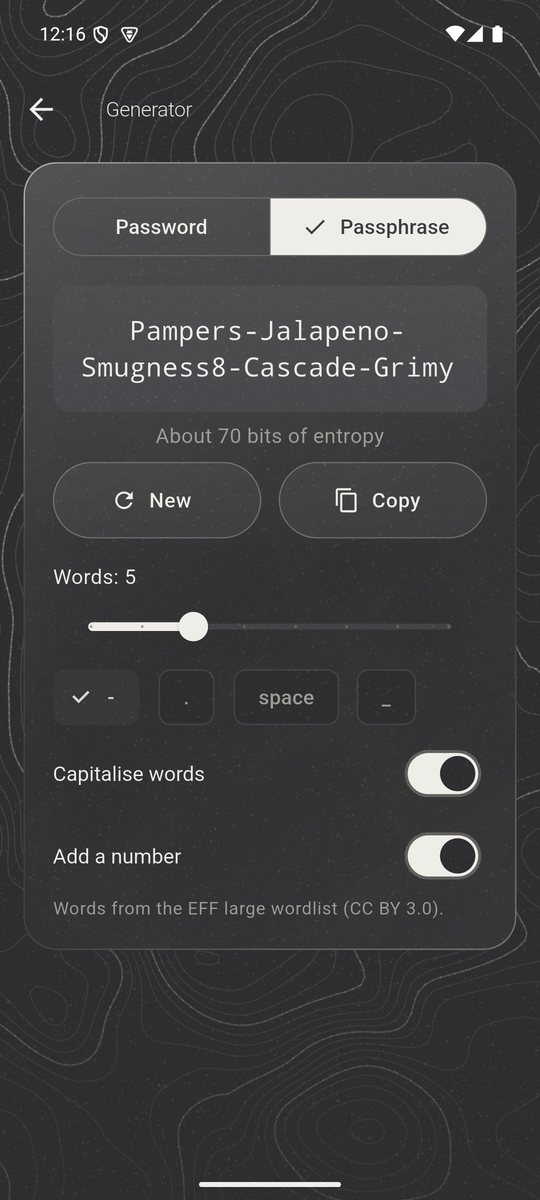 12:16
Generator
Password
Passphrase
Pampers-Jalapeno-
Smugness8-Cascade-Grimy
About 70 bits of entropy
New
Copy
Words: 5
-
.
space
_
Capitalise words
Add a number
Words from the EFF large wordlist (CC BY 3.0).